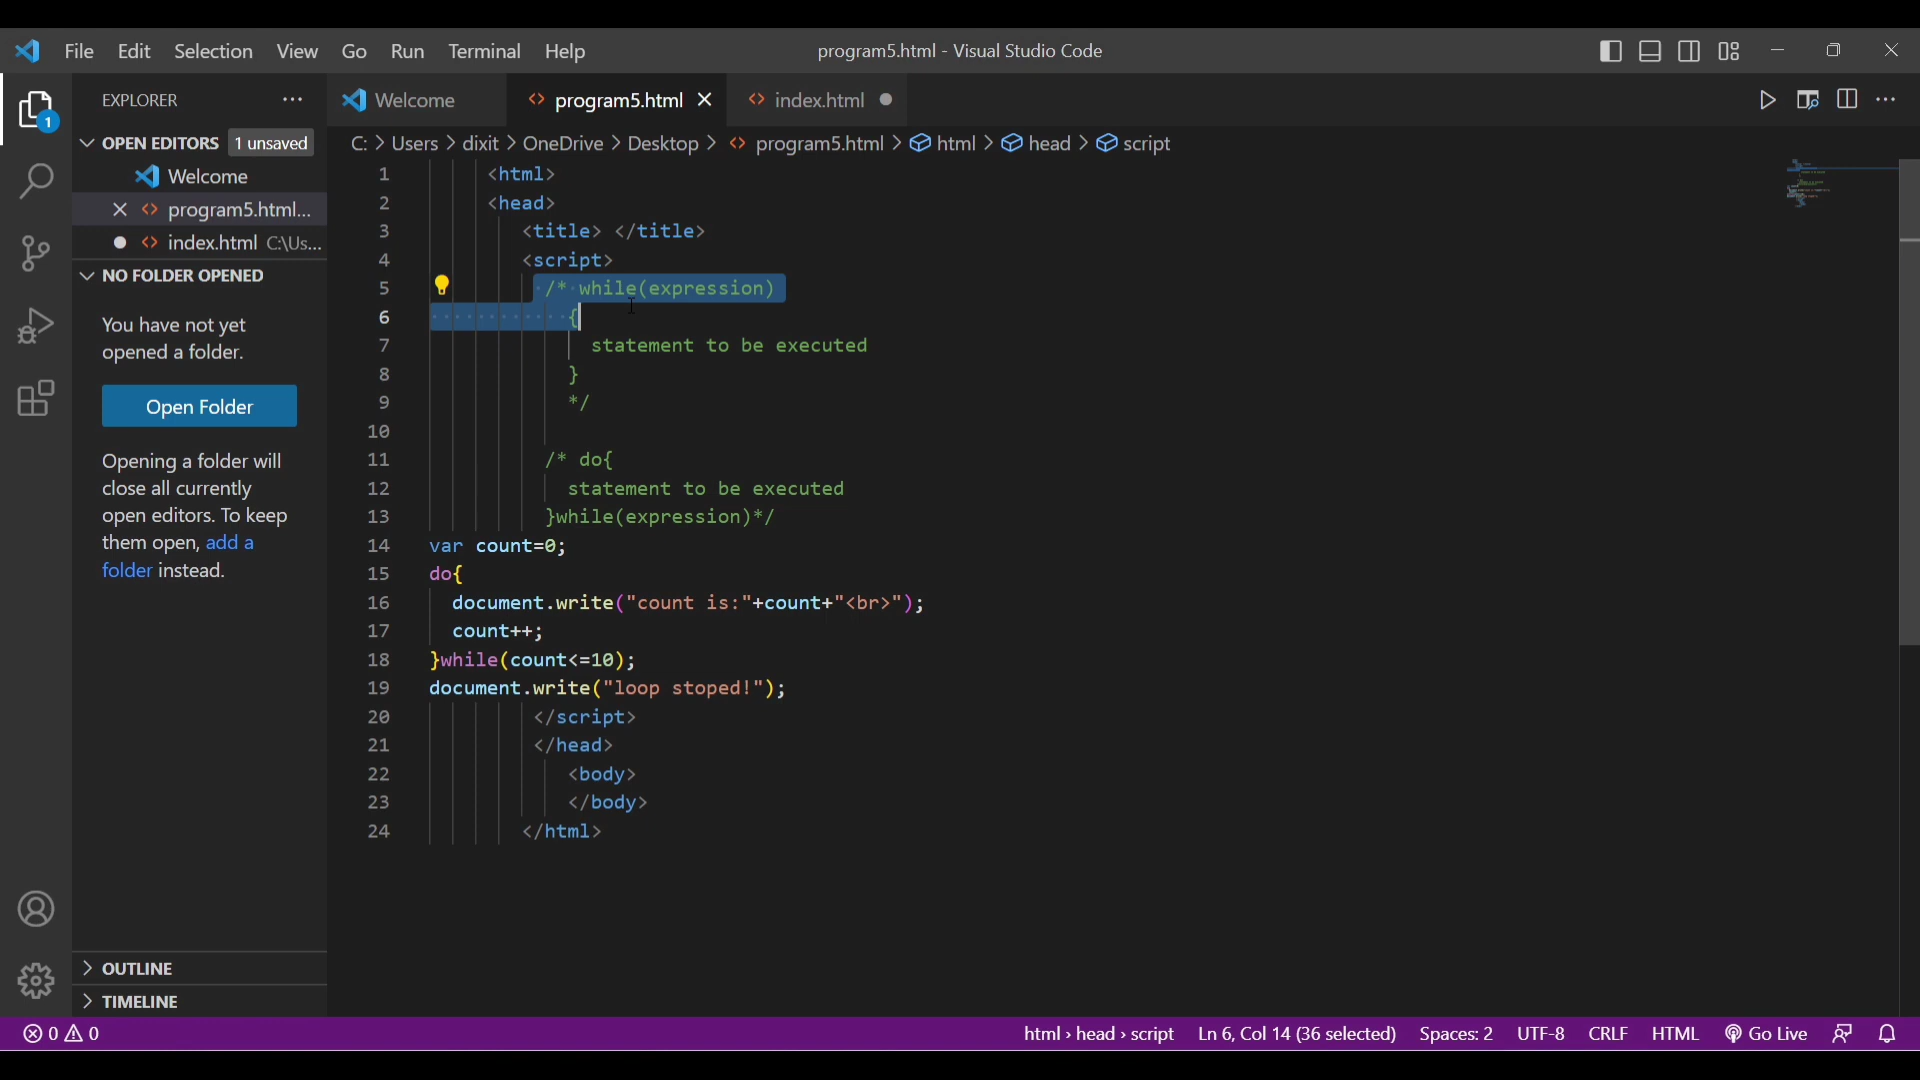 File Edit Selection View Go Run Terminal Help
program5.html - Visual Studio Code
EXPLORER
Welcome
program5.html
index.html
OPEN EDITORS 1 unsaved
Welcome
program5.html...
index.html C:\Us...
NO FOLDER OPENED
You have not yet
opened a folder.
Open Folder
Opening a folder will
close all currently
open editors. To keep
them open, add a
folder instead.
OUTLINE
TIMELINE
1
C: > Users > dixit > OneDrive > Desktop > <> program5.html > html > head > script
1 <html>
2 <head>
3 <title> </title>
4 <script>
5 /* while(expression)
6 {
7 statement to be executed
8 }
9 */
10
11 /* do{
12 statement to be executed
13 }while(expression)*/
14 var count=0;
15 do{
16 document.write("count is:"+count+"<br>");
17 count++;
18 }while(count<=10);
19 document.write("loop stoped!");
20 </script>
21 </head>
22 <body>
23 </body>
24 </html>
0 0
html › head › script Ln 6, Col 14 (36 selected) Spaces: 2 UTF-8 CRLF HTML Go Live